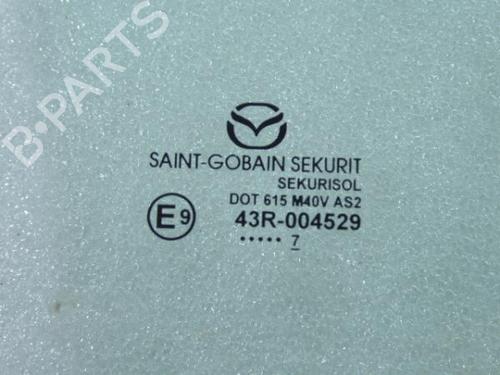 B-PARTS
SAINT-GOBAIN SEKURIT
SEKURISOL
DOT 615 M40V AS2
E9 43R-004529
..... 7